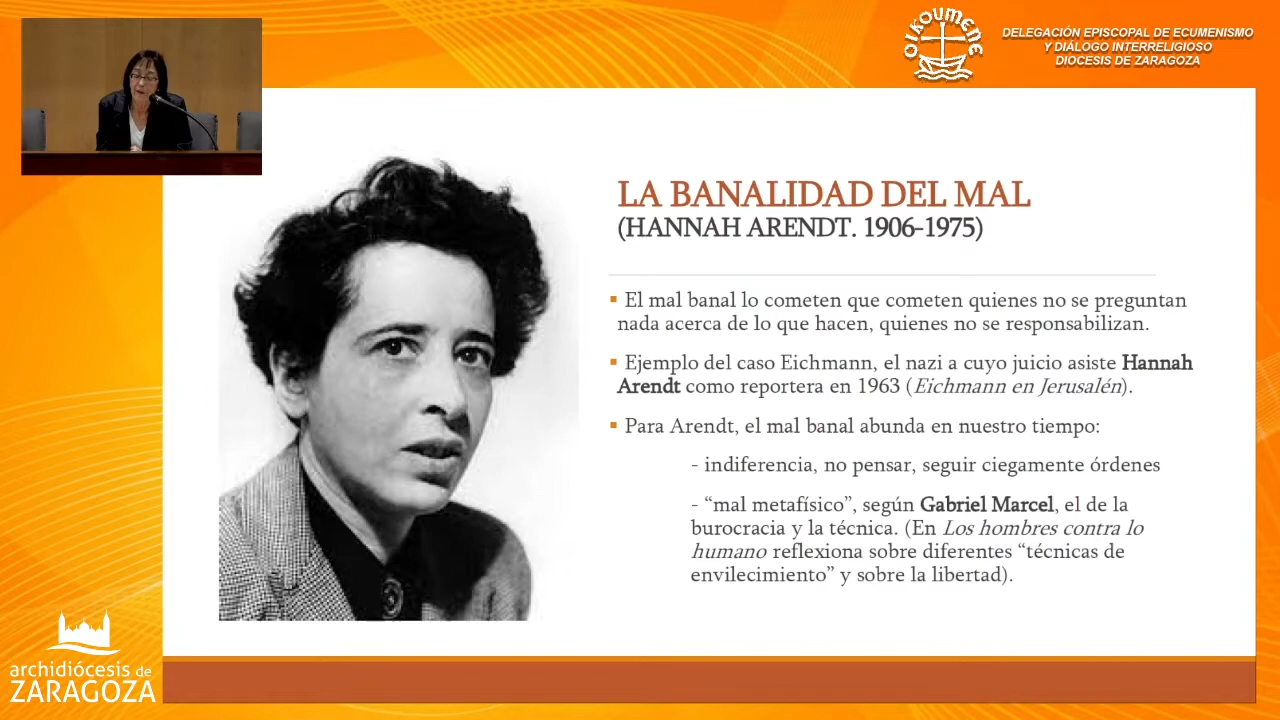 OIKOUMENE
DELEGACIÓN EPISCOPAL DE ECUMENISMO
Y DIÁLOGO INTERRELIGIOSO
DIOCESIS DE ZARAGOZA
LA BANALIDAD DEL MAL
(HANNAH ARENDT. 1906-1975)
▪ El mal banal lo cometen que cometen quienes no se preguntan
nada acerca de lo que hacen, quienes no se responsabilizan.
▪ Ejemplo del caso Eichmann, el nazi a cuyo juicio asiste Hannah
Arendt como reportera en 1963 (Eichmann en Jerusalén).
▪ Para Arendt, el mal banal abunda en nuestro tiempo:
- indiferencia, no pensar, seguir ciegamente órdenes
- “mal metafísico”, según Gabriel Marcel, el de la
burocracia y la técnica. (En Los hombres contra lo
humano reflexiona sobre diferentes “técnicas de
envilecimiento” y sobre la libertad).
archidiócesis de
ZARAGOZA